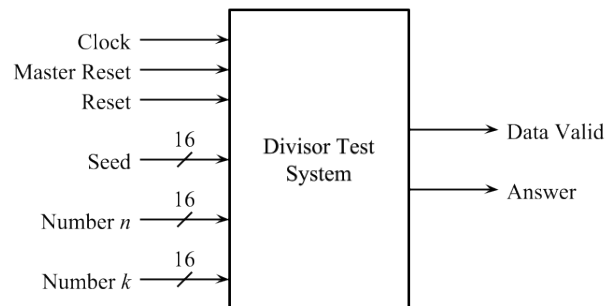 Clock
Master Reset
Reset
16
Seed
16
Number n
16
Number k
Divisor Test
System
Data Valid
Answer